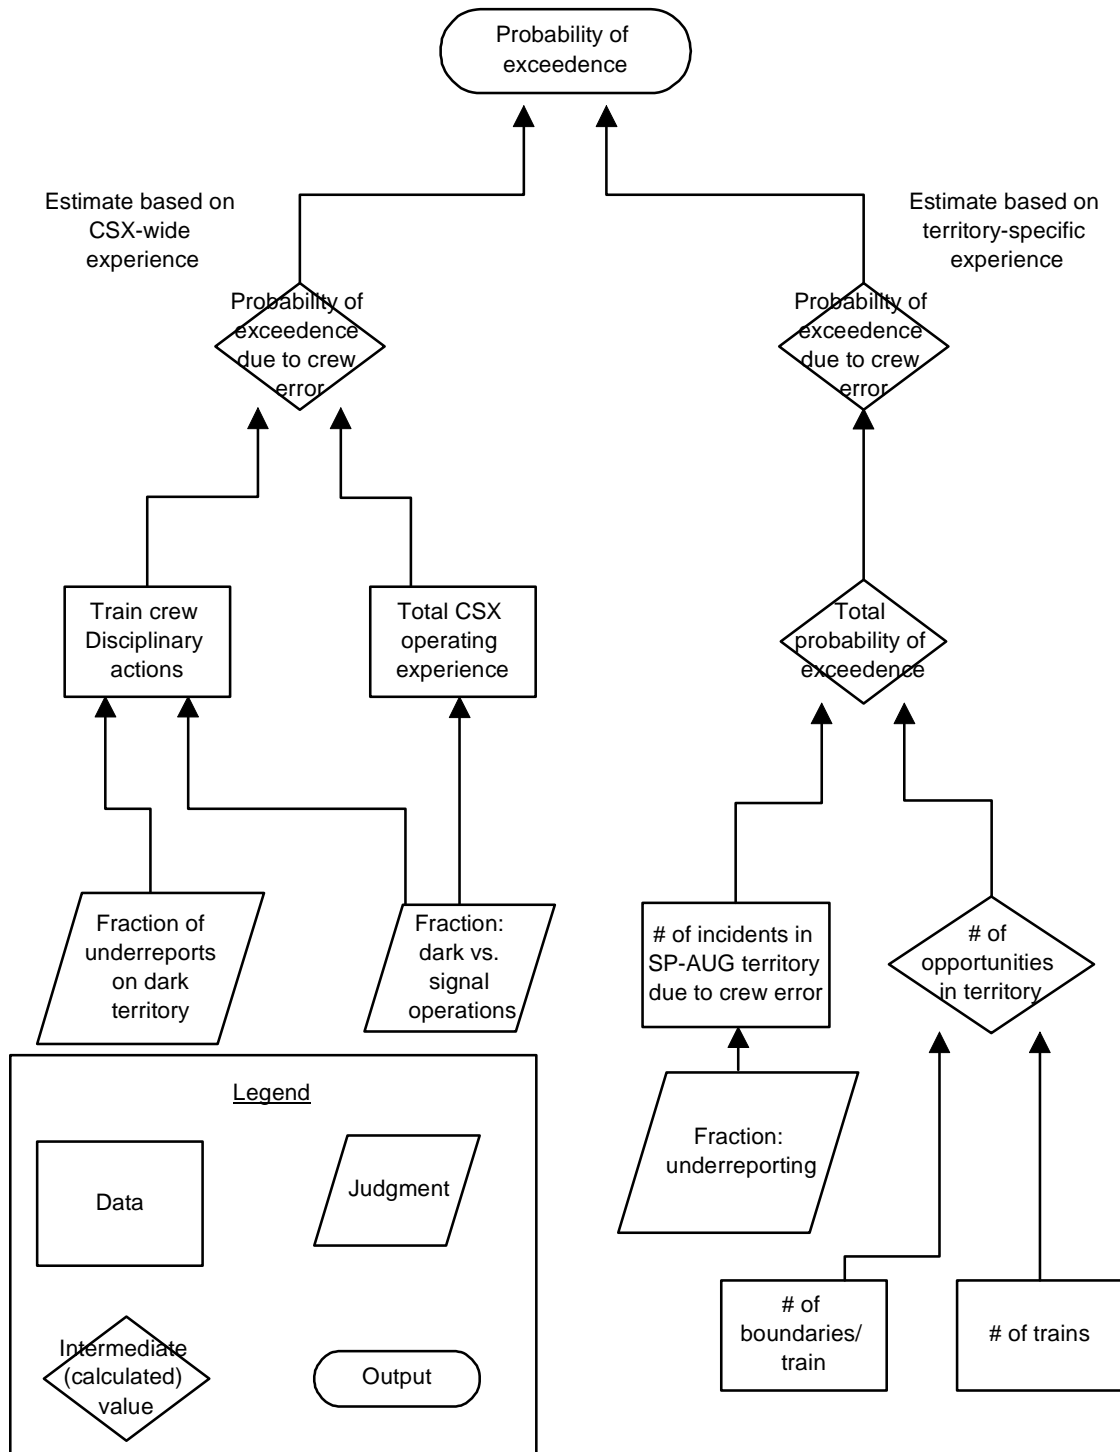 Probability of
exceedence
Estimate based on
CSX-wide
experience
Estimate based on
territory-specific
experience
Probability of
exceedence
due to crew
error
Probability of
exceedence
due to crew
error
Train crew
Disciplinary
actions
Total CSX
operating
experience
Total
probability of
exceedence
Fraction of
underreports
on dark
territory
Fraction:
dark vs.
signal
operations
# of incidents in
SP-AUG territory
due to crew error
# of
opportunities
in territory
Fraction:
underreporting
# of
boundaries/
train
# of trains
Legend
Data
Judgment
Intermediate
(calculated)
value
Output